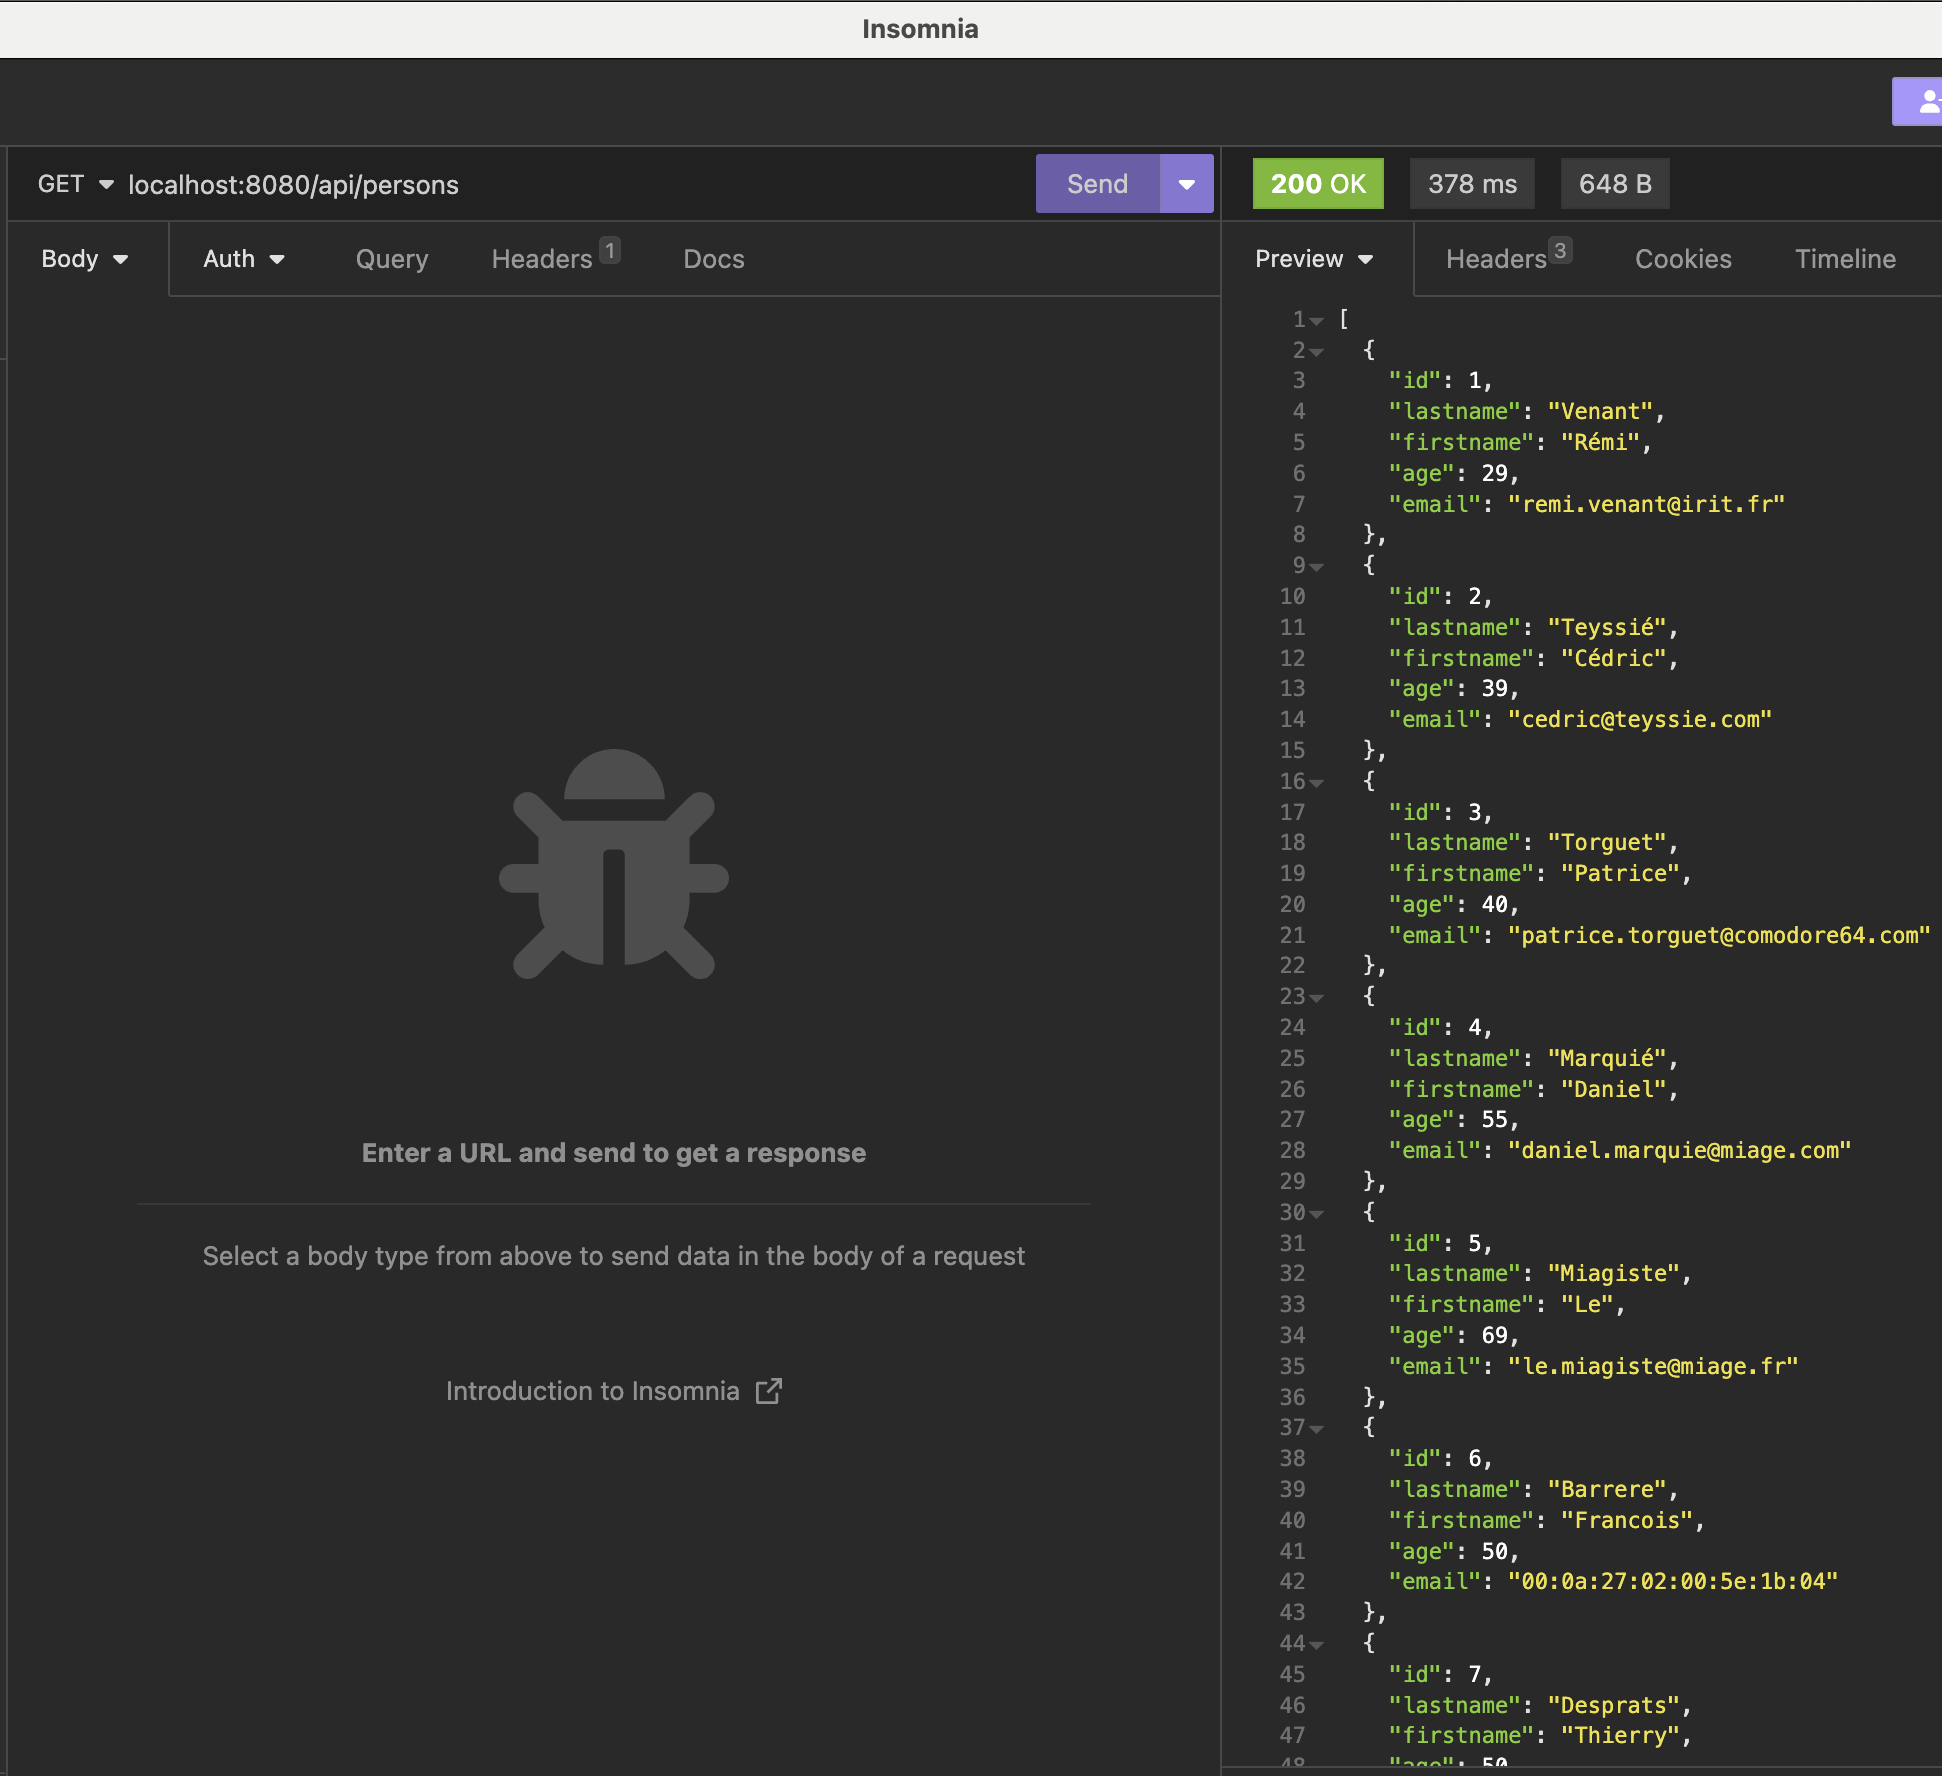 Insomnia
GET localhost:8080/api/persons Send 200 OK 378 ms 648 B
Body Auth Query Headers 1 Docs
Preview Headers 3 Cookies Timeline
Enter a URL and send to get a response
Select a body type from above to send data in the body of a request
Introduction to Insomnia
1 [
2 {
3 "id": 1,
4 "lastname": "Venant",
5 "firstname": "Rémi",
6 "age": 29,
7 "email": "remi.venant@irit.fr"
8 },
9 {
10 "id": 2,
11 "lastname": "Teyssié",
12 "firstname": "Cédric",
13 "age": 39,
14 "email": "cedric@teyssie.com"
15 },
16 {
17 "id": 3,
18 "lastname": "Torguet",
19 "firstname": "Patrice",
20 "age": 40,
21 "email": "patrice.torguet@comodore64.com"
22 },
23 {
24 "id": 4,
25 "lastname": "Marquié",
26 "firstname": "Daniel",
27 "age": 55,
28 "email": "daniel.marquie@miage.com"
29 },
30 {
31 "id": 5,
32 "lastname": "Miagiste",
33 "firstname": "Le",
34 "age": 69,
35 "email": "le.miagiste@miage.fr"
36 },
37 {
38 "id": 6,
39 "lastname": "Barrere",
40 "firstname": "Francois",
41 "age": 50,
42 "email": "00:0a:27:02:00:5e:1b:04"
43 },
44 {
45 "id": 7,
46 "lastname": "Desprats",
47 "firstname": "Thierry",
48 "age": 50